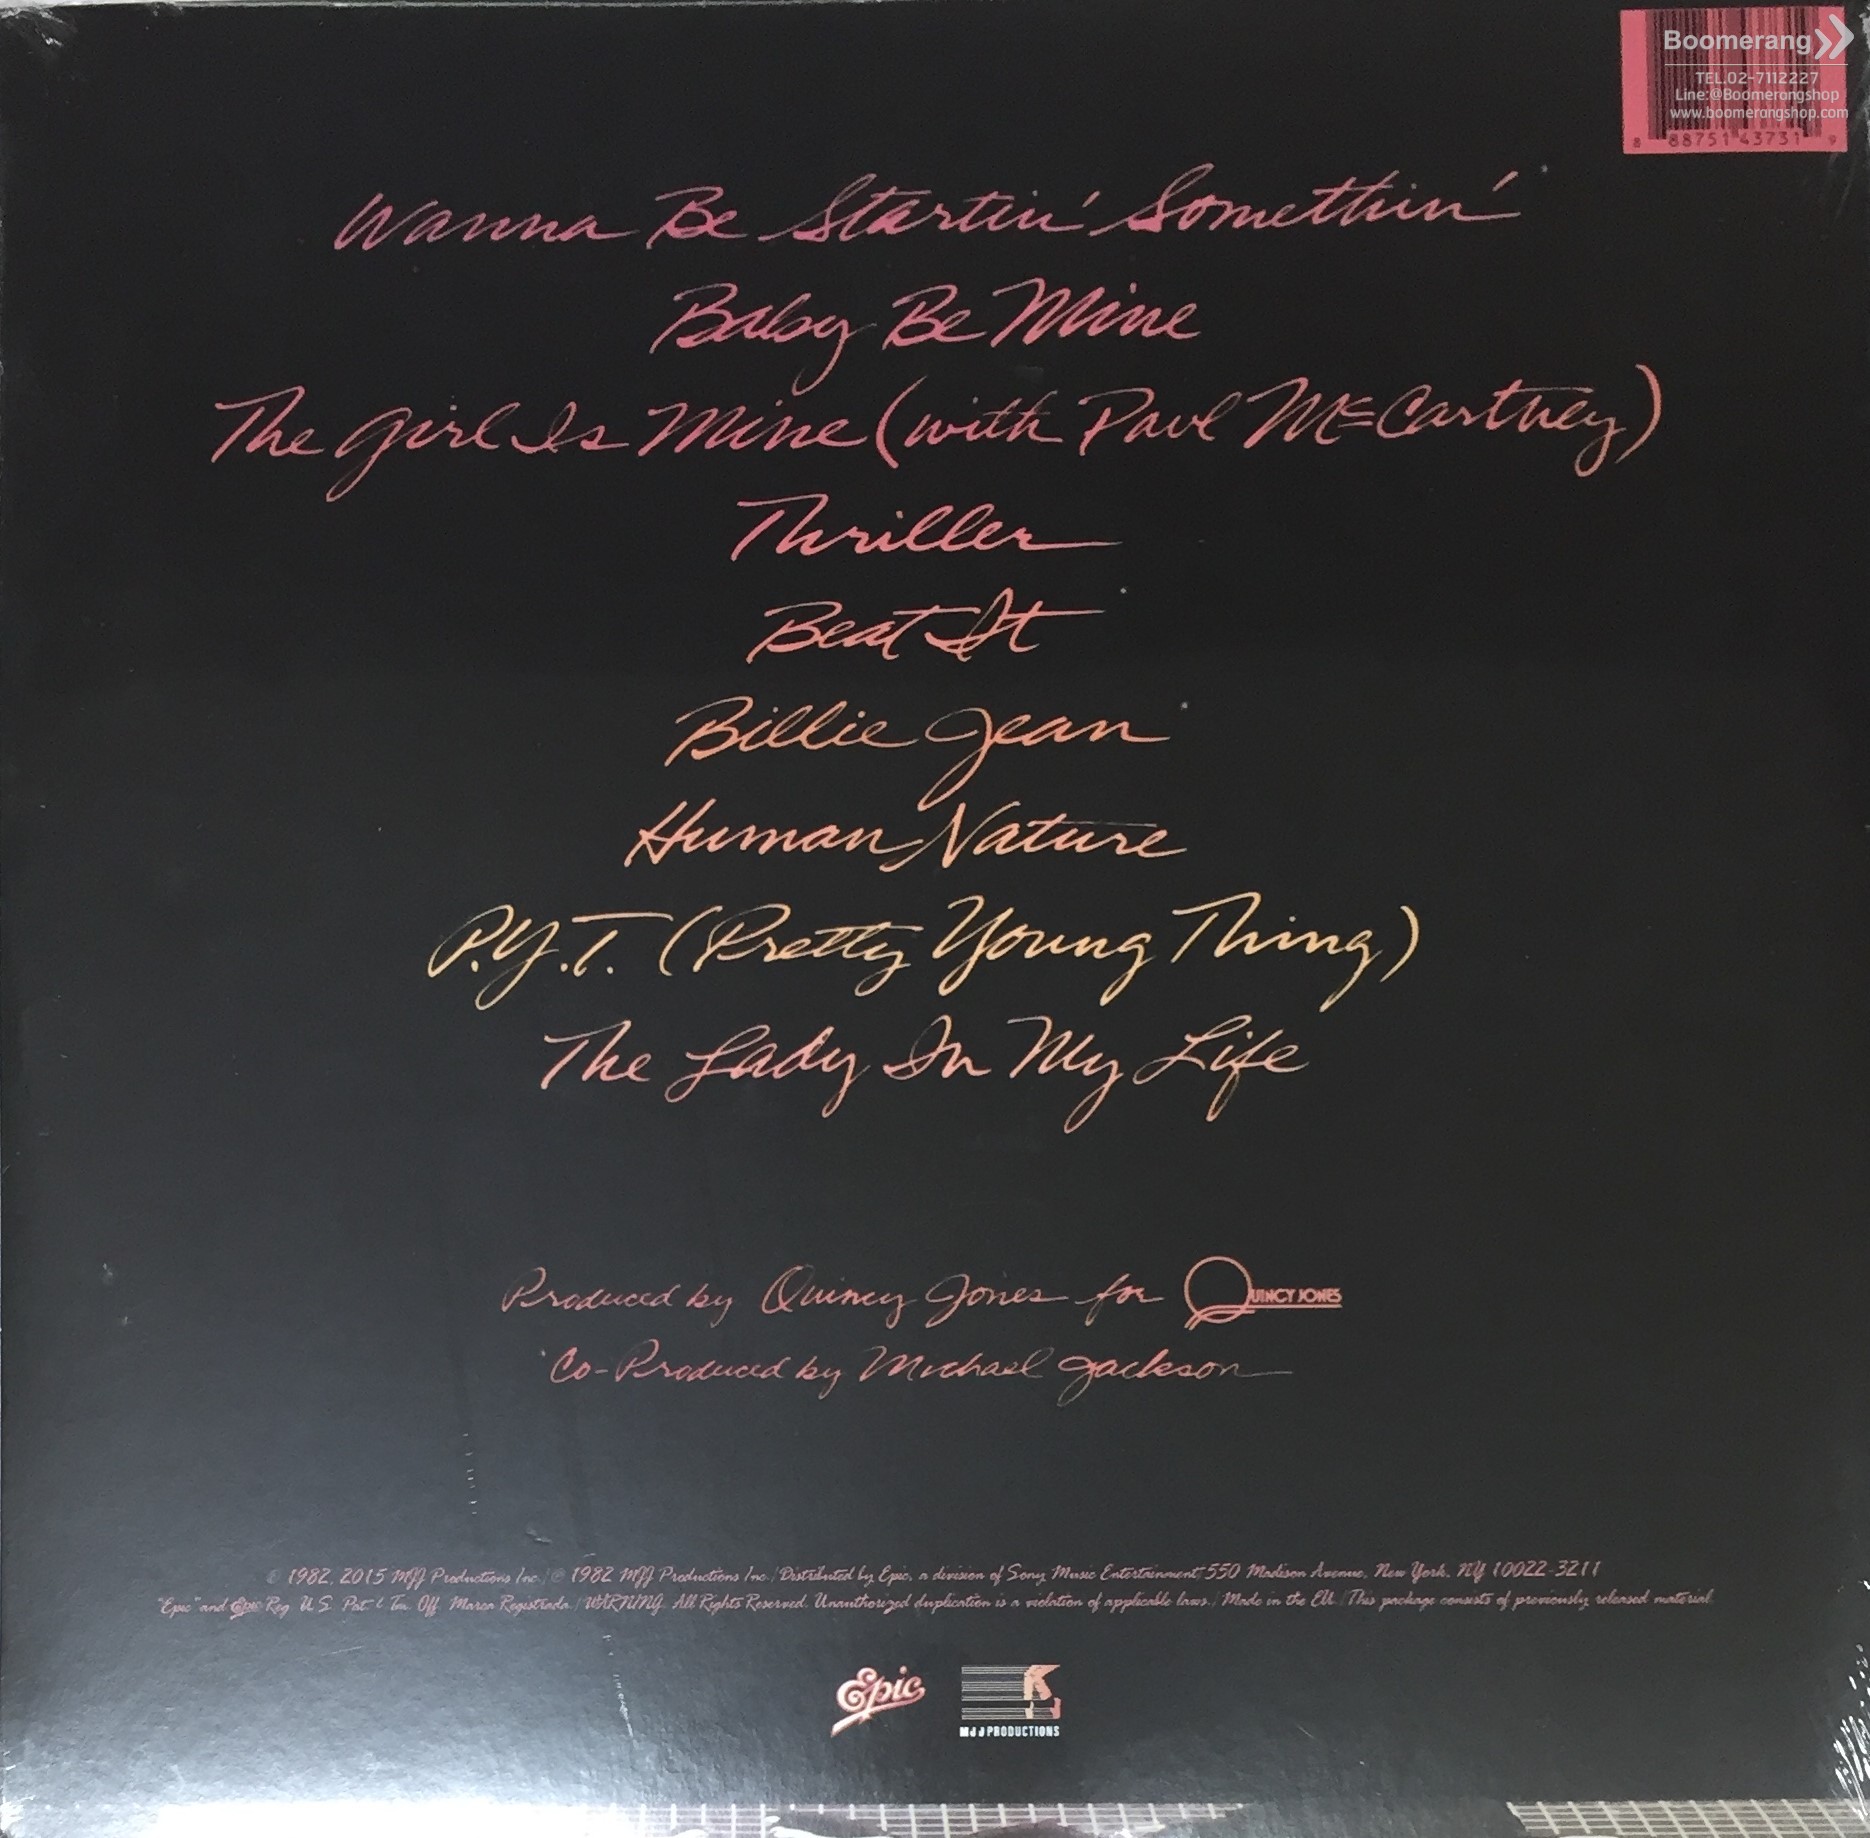 Boomerang
TEL.02-7112227
Line:@Boomerangshop
www.boomerangshop.com
8 88751 43731 9
Wanna Be Startin' Somethin'
Baby Be Mine
The Girl Is Mine (with Paul McCartney)
Thriller
Beat It
Billie Jean
Human Nature
P.Y.T. (Pretty Young Thing)
The Lady In My Life
Produced by Quincy Jones for QUINCY JONES
Co-Produced by Michael Jackson
© 1982, 2015 MJJ Productions Inc. / ℗ 1982 MJJ Productions Inc. / Distributed by Epic, a division of Sony Music Entertainment 550 Madison Avenue, New York, NY 10022-3211
"Epic" and Epic Reg. U.S. Pat. & Tm. Off. Marca Registrada. / WARNING: All Rights Reserved. Unauthorized duplication is a violation of applicable laws. / Made in the EU. / This package consists of previously released material.
Epic
MJJ PRODUCTIONS